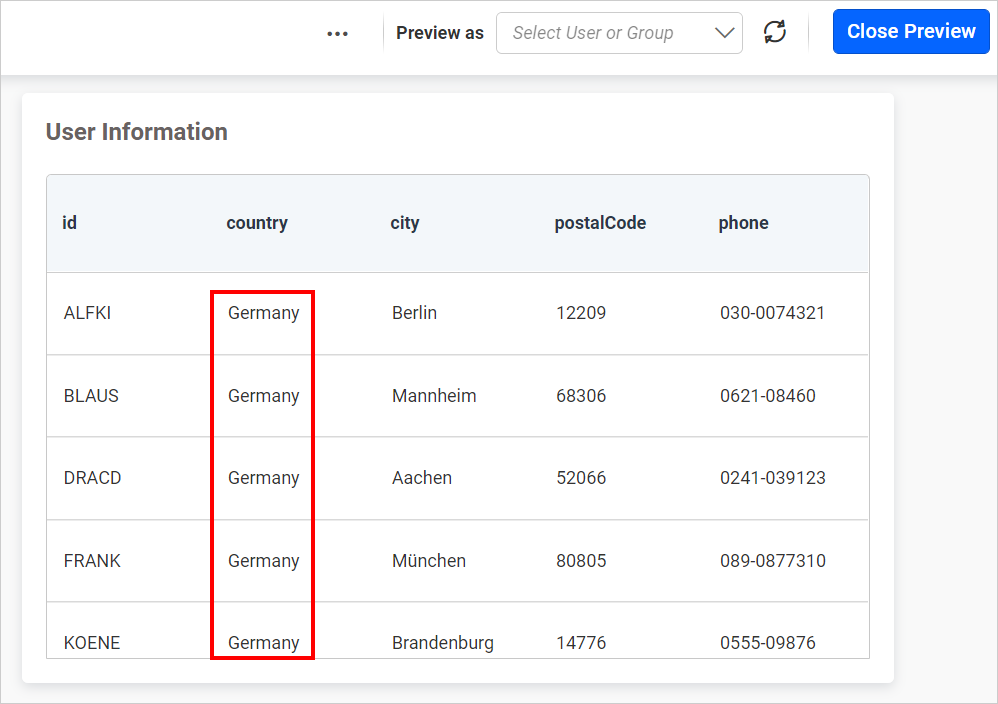 Preview as Select User or Group Close Preview
User Information
id country city postalCode phone
ALFKI Germany Berlin 12209 030-0074321
BLAUS Germany Mannheim 68306 0621-08460
DRACD Germany Aachen 52066 0241-039123
FRANK Germany München 80805 089-0877310
KOENE Germany Brandenburg 14776 0555-09876